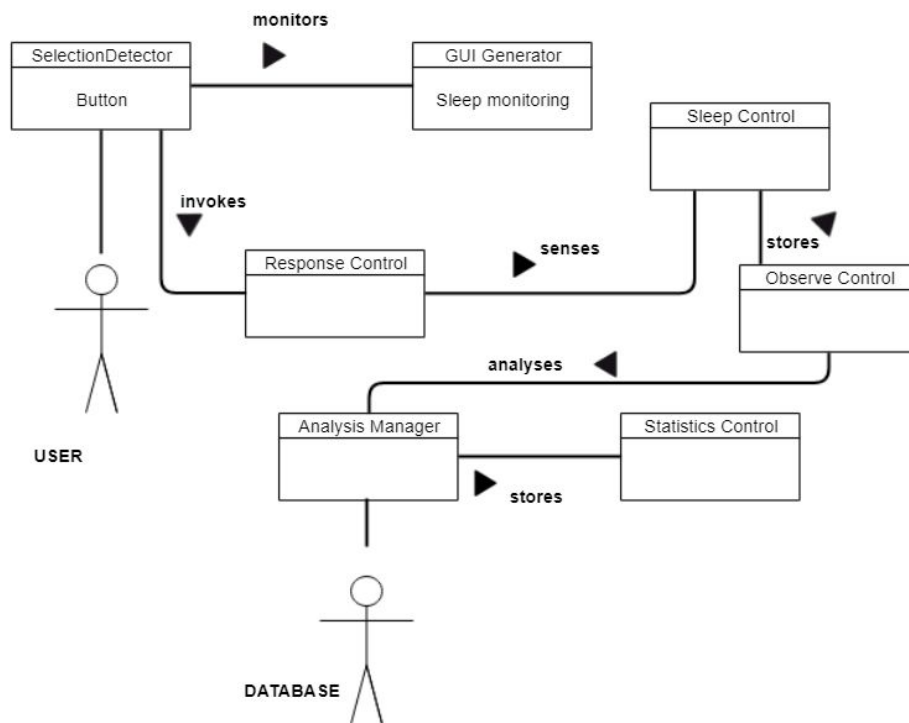 monitors
SelectionDetector
Button
GUI Generator
Sleep monitoring
Sleep Control
invokes
Response Control
senses
stores
Observe Control
analyses
Analysis Manager
Statistics Control
stores
USER
DATABASE